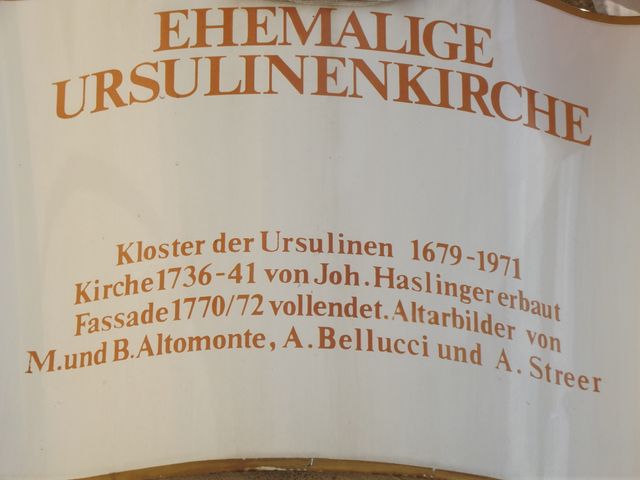 EHEMALIGE
URSULINENKIRCHE
Kloster der Ursulinen 1679-1971
Kirche 1736-41 von Joh. Haslinger erbaut
Fassade 1770/72 vollendet. Altarbilder von
M. und B. Altomonte, A. Bellucci und A. Streer